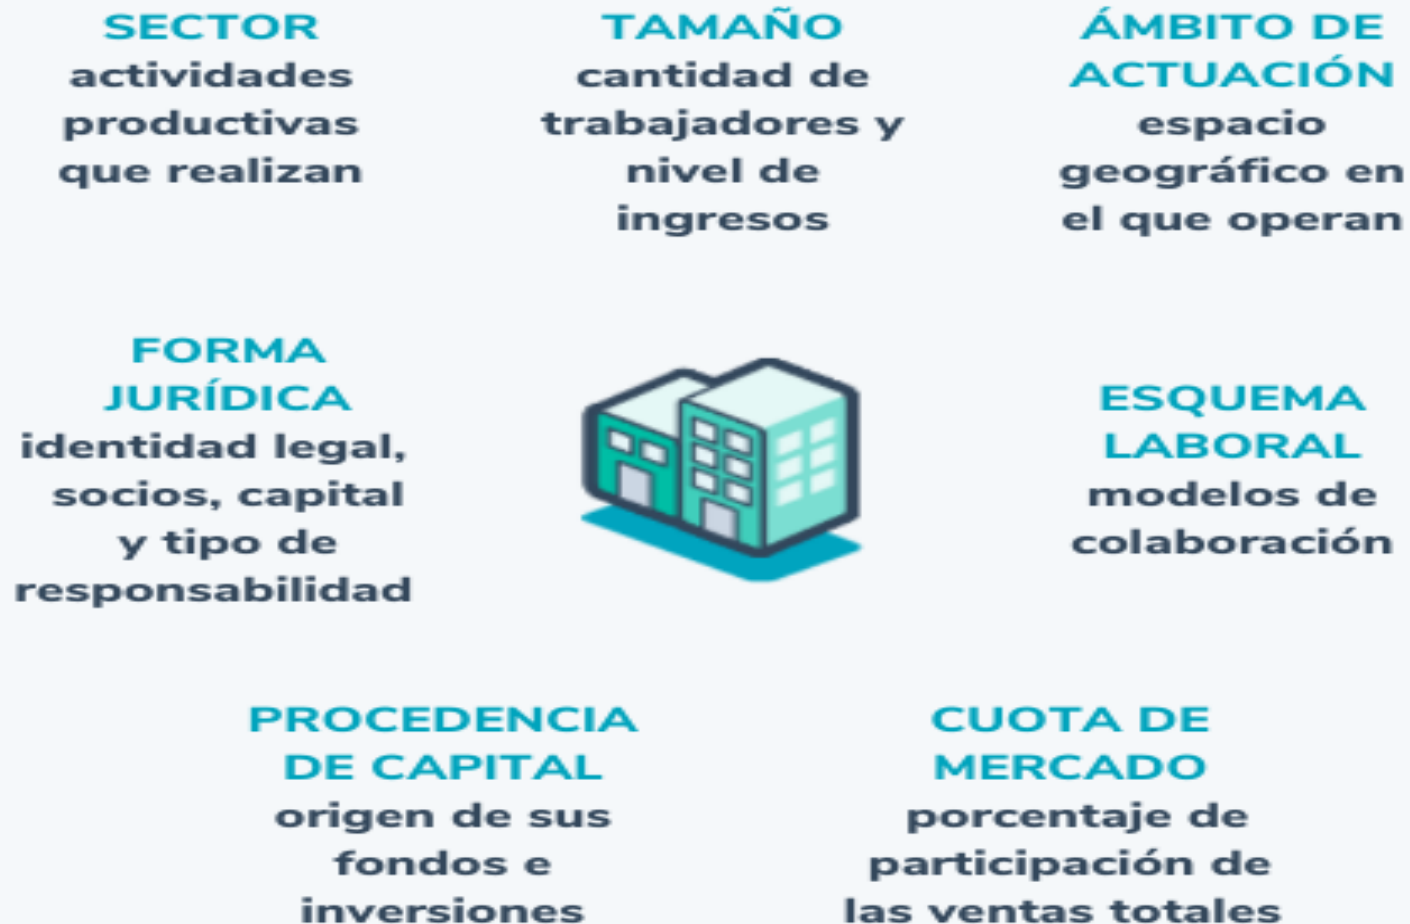 SECTOR
actividades
productivas
que realizan
TAMAÑO
cantidad de
trabajadores y
nivel de
ingresos
ÁMBITO DE
ACTUACIÓN
espacio
geográfico en
el que operan
FORMA
JURÍDICA
identidad legal,
socios, capital
y tipo de
responsabilidad
ESQUEMA
LABORAL
modelos de
colaboración
PROCEDENCIA
DE CAPITAL
origen de sus
fondos e
inversiones
CUOTA DE
MERCADO
porcentaje de
participación de
las ventas totales